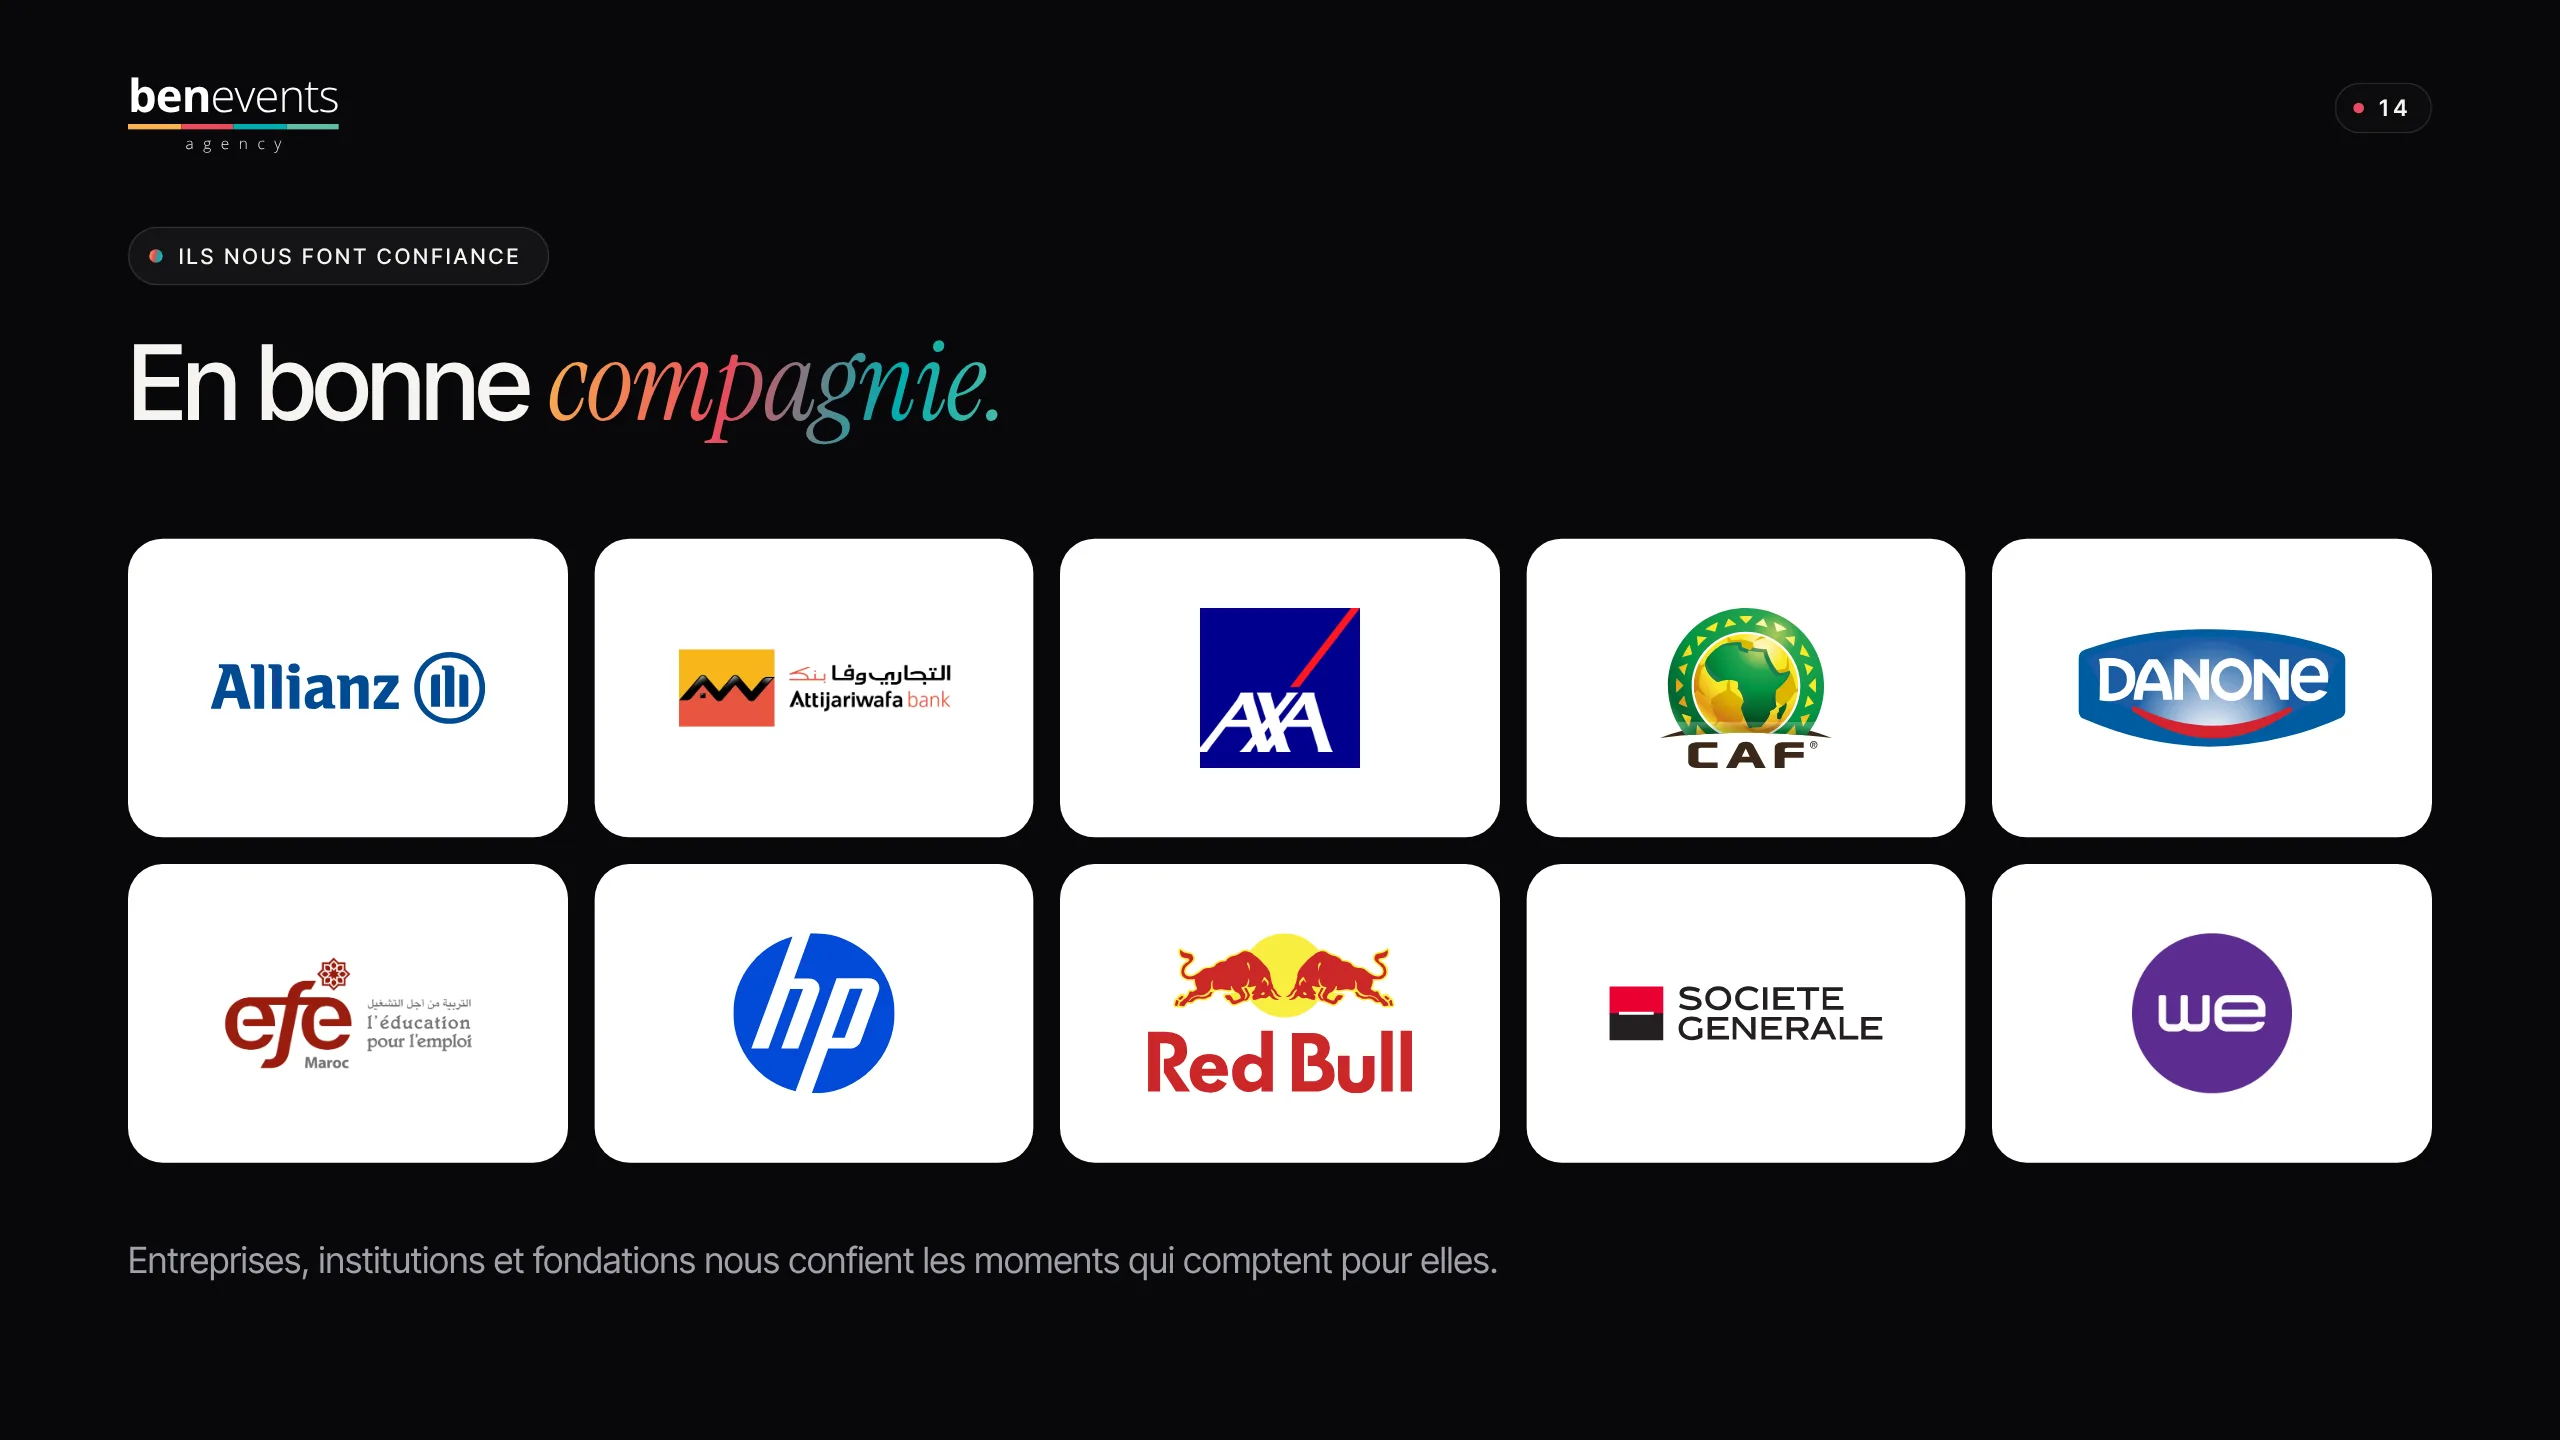 benevents
agency
14
ILS NOUS FONT CONFIANCE
En bonne compagnie.
Allianz
التجاري وفا بنك
Attijariwafa bank
AXA
CAF®
DANONE
efe
Maroc
التربية من أجل التشغيل
l'éducation
pour l'emploi
hp
Red Bull
SOCIETE
GENERALE
we
Entreprises, institutions et fondations nous confient les moments qui comptent pour elles.